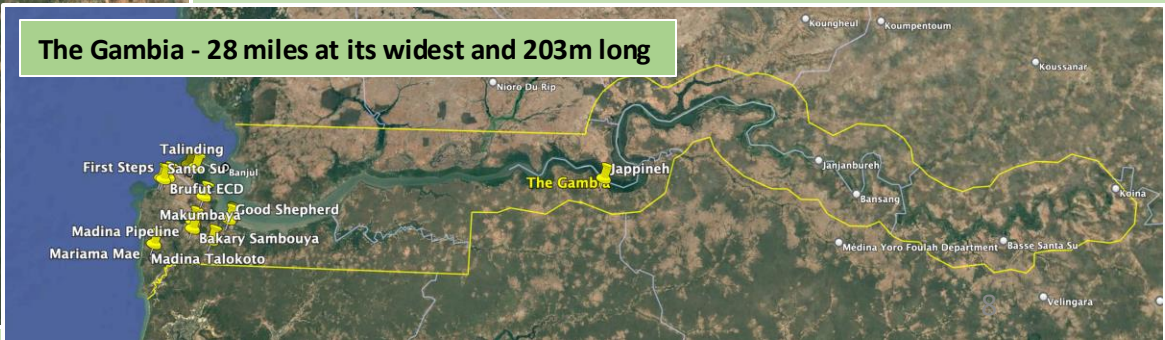 The Gambia - 28 miles at its widest and 203m long
Koungheul
Koumpentoum
Koussanar
Nioro Du Rip
Talinding
First Steps
Santo Su
Banjul
Brufut ECD
Jappineh
The Gambia
Janjanbureh
Bansang
Koina
Makumbaya
Good Shepherd
Madina Pipeline
Bakary Sambouya
Mariama Mae
Madina Talokoto
Médina Yoro Foulah Department
Basse Santa Su
Velingara